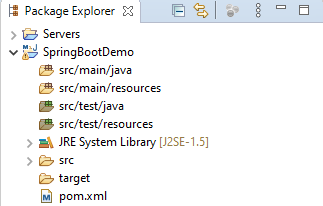 Package Explorer
Servers
SpringBootDemo
src/main/java
src/main/resources
src/test/java
src/test/resources
JRE System Library [J2SE-1.5]
src
target
pom.xml